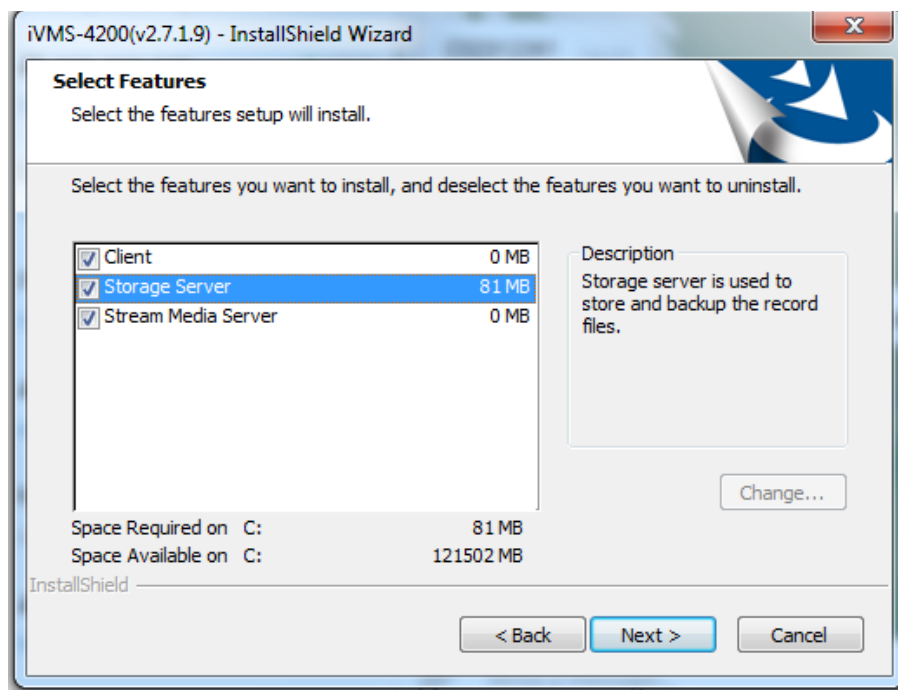 iVMS-4200(v2.7.1.9) - InstallShield Wizard
Select Features
Select the features setup will install.
Select the features you want to install, and deselect the features you want to uninstall.
Client 0 MB
Storage Server 81 MB
Stream Media Server 0 MB
Description
Storage server is used to
store and backup the record
files.
Change...
Space Required on C: 81 MB
Space Available on C: 121502 MB
InstallShield
< Back Next > Cancel